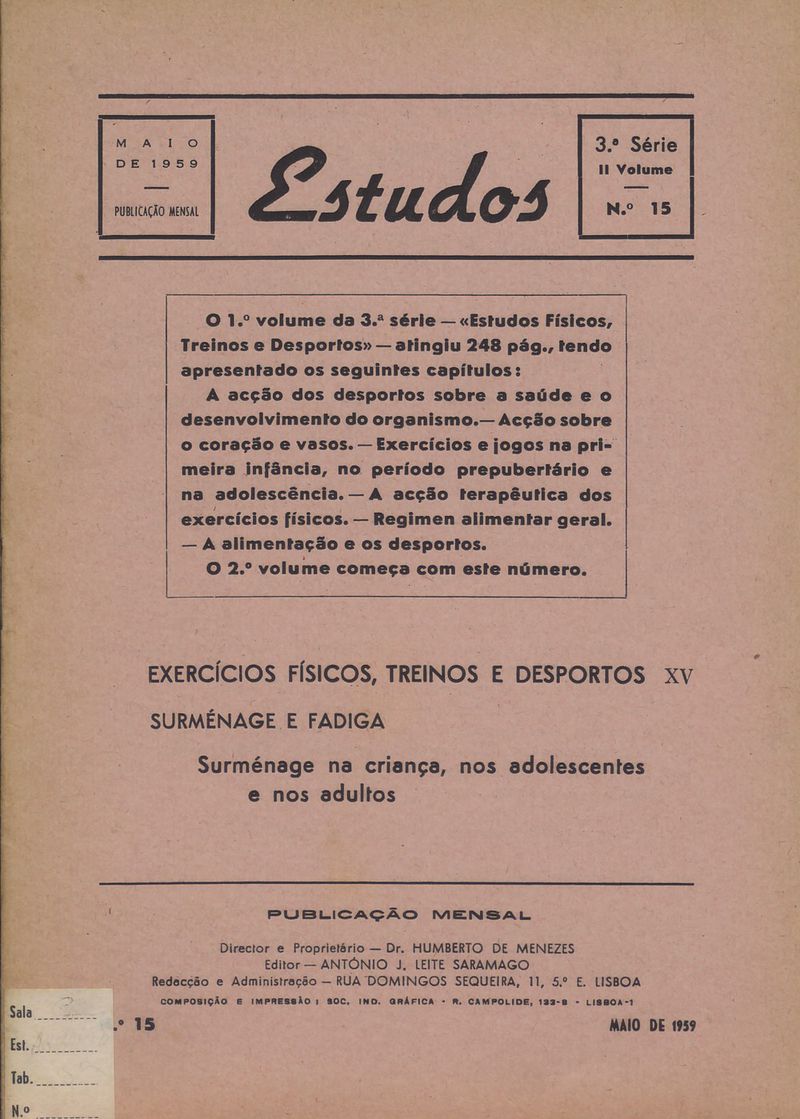 MAIO
DE 1959
PUBLICAÇÃO MENSAL
Estudos
3.ª Série
II Volume
N.º 15
O 1.º volume da 3.ª série — «Estudos Físicos,
Treinos e Desportos» — atingiu 248 pág., tendo
apresentado os seguintes capítulos:
A acção dos desportos sobre a saúde e o
desenvolvimento do organismo. — Acção sobre
o coração e vasos. — Exercícios e jogos na pri-
meira infância, no período prepubertário e
na adolescência. — A acção terapêutica dos
exercícios físicos. — Regimen alimentar geral.
— A alimentação e os desportos.
O 2.º volume começa com este número.
EXERCÍCIOS FÍSICOS, TREINOS E DESPORTOS XV
SURMÉNAGE E FADIGA
Surménage na criança, nos adolescentes
e nos adultos
PUBLICAÇÃO MENSAL
Director e Proprietário — Dr. HUMBERTO DE MENEZES
Editor — ANTÓNIO J. LEITE SARAMAGO
Redacção e Administração — RUA DOMINGOS SEQUEIRA, 11, 5.º E. LISBOA
COMPOSIÇÃO E IMPRESSÃO: SOC. IND. GRÁFICA - R. CAMPOLIDE, 133-B - LISBOA-1
.º 15
MAIO DE 1959
Sala
Est.
Tab.
N.º